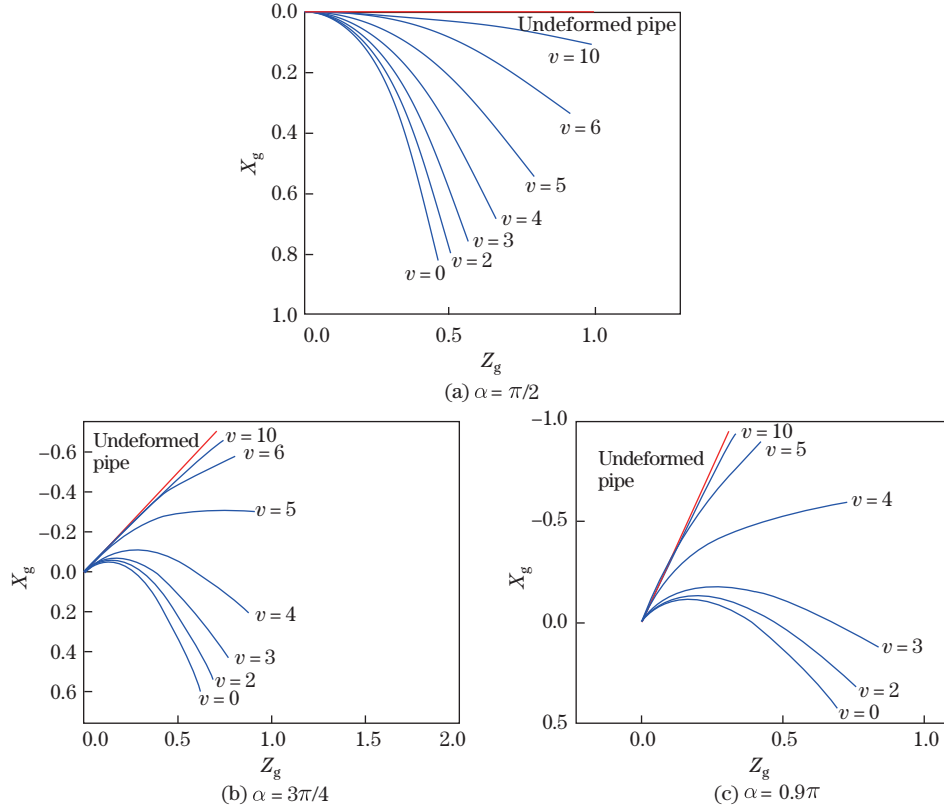 0.0
Undeformed pipe
v = 10
0.2
v = 6
0.4
X_g
v = 5
0.6
v = 4
v = 3
0.8
v = 2
v = 0
1.0
0.0 0.5 1.0
Z_g
(a) α = π/2
Undeformed
pipe
v = 10
v = 6
−0.6
−0.4
v = 5
−0.2
X_g
0.0
0.2
v = 4
0.4
v = 3
v = 2
0.6
v = 0
0.0 0.5 1.0 1.5 2.0
Z_g
(b) α = 3π/4
−1.0
v = 10
v = 5
Undeformed
pipe
v = 4
−0.5
X_g
0.0
v = 3
v = 2
v = 0
0.5
0.0 0.5 1.0
Z_g
(c) α = 0.9π